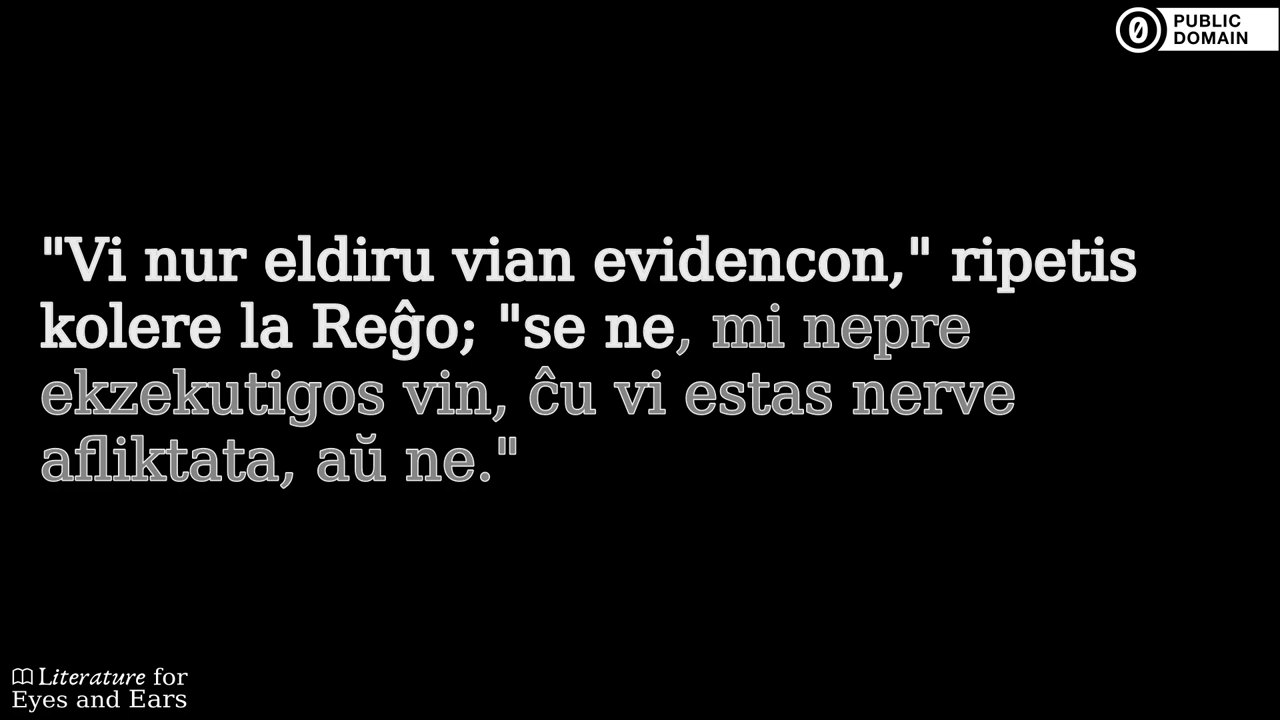 PUBLIC
DOMAIN
"Vi nur eldiru vian evidencon," ripetis
kolere la Reĝo; "se ne, mi nepre
ekzekutigos vin, ĉu vi estas nerve
afliktata, aŭ ne."
Literature for
Eyes and Ears